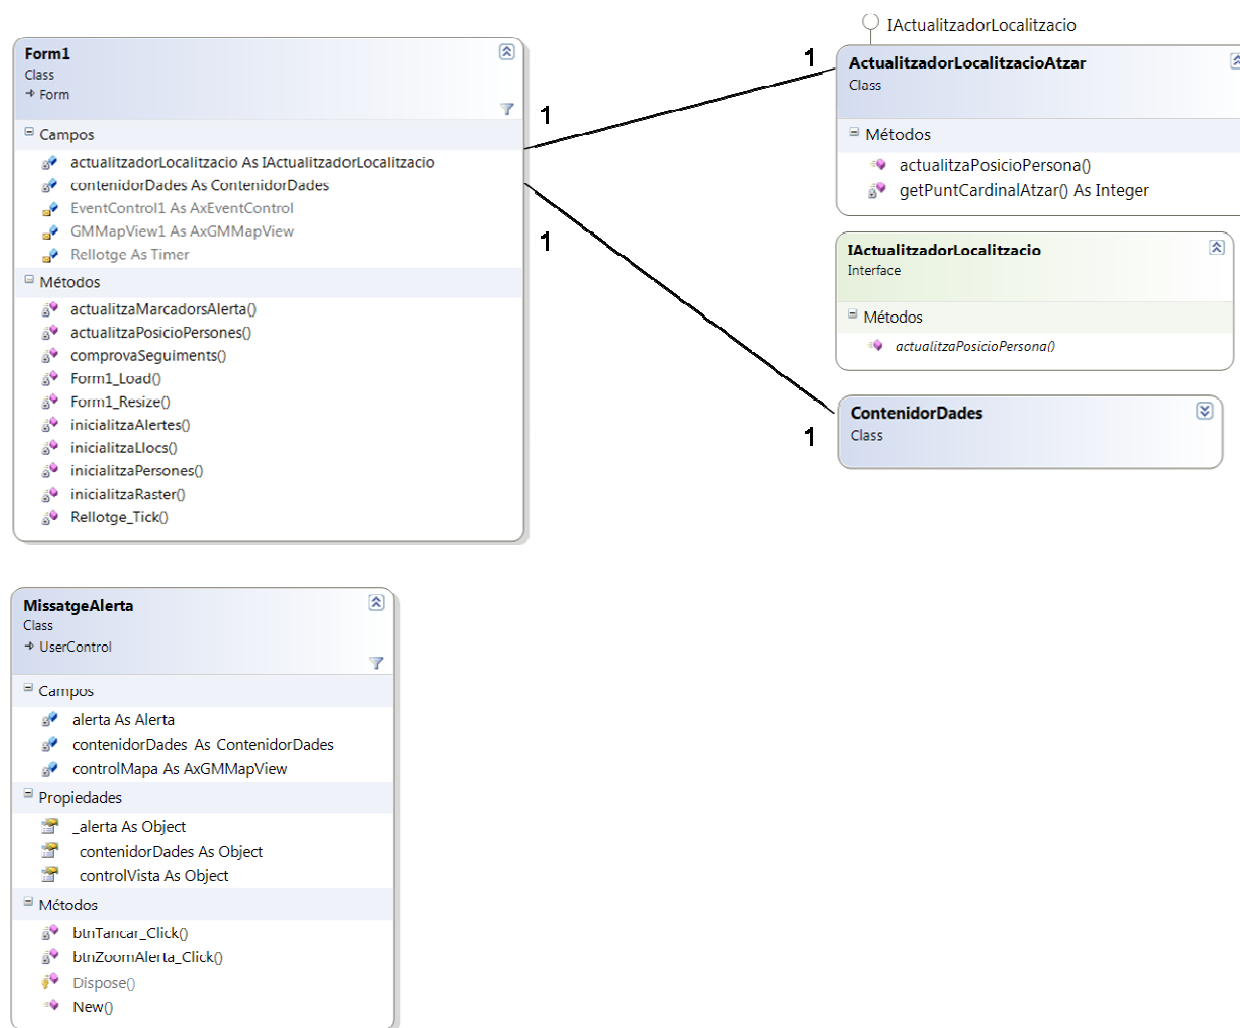 Form1
Class
Form
Campos
actualitzadorLocalitzacio As IActualitzadorLocalitzacio
contenidorDades As ContenidorDades
EventControl1 As AxEventControl
GMMapView1 As AxGMMapView
Rellotge As Timer
Métodos
actualitzaMarcadorsAlerta()
actualitzaPosicioPersones()
comprovaSeguiments()
Form1_Load()
Form1_Resize()
inicialitzaAlertes()
inicialitzaLlocs()
inicialitzaPersones()
inicialitzaRaster()
Rellotge_Tick()
1
1
1
1
IActualitzadorLocalitzacio
ActualitzadorLocalitzacioAtzar
Class
Métodos
actualitzaPosicioPersona()
getPuntCardinalAtzar() As Integer
IActualitzadorLocalitzacio
Interface
Métodos
actualitzaPosicioPersona()
ContenidorDades
Class
MissatgeAlerta
Class
UserControl
Campos
alerta As Alerta
contenidorDades As ContenidorDades
controlMapa As AxGMMapView
Propiedades
_alerta As Object
contenidorDades As Object
controlVista As Object
Métodos
btnTancar_Click()
btnZoomAlerta_Click()
Dispose()
New()